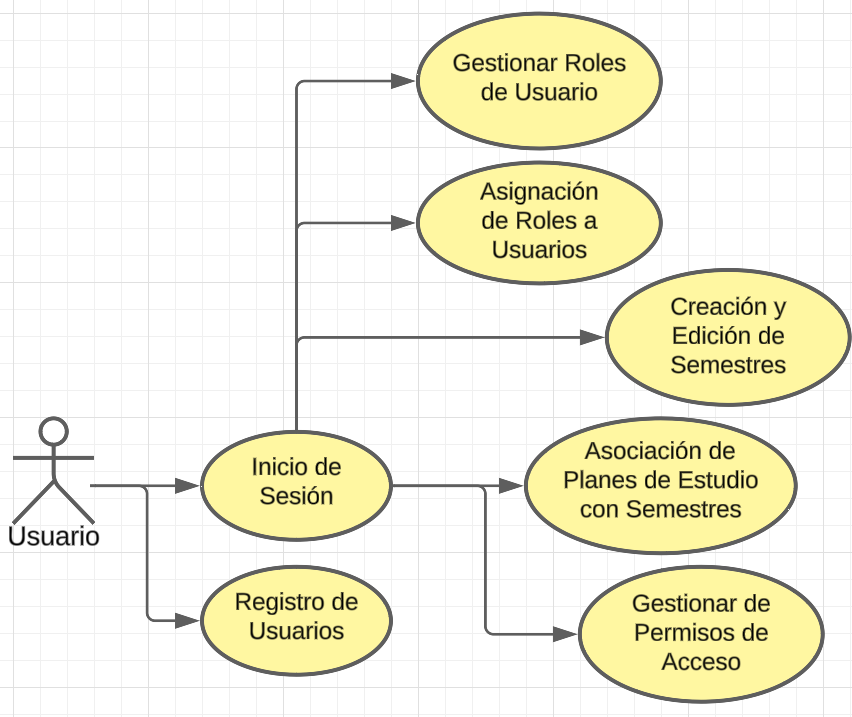 Gestionar Roles
de Usuario
Asignación
de Roles a
Usuarios
Creación y
Edición de
Semestres
Asociación de
Planes de Estudio
con Semestres
Inicio de
Sesión
Usuario
Registro de
Usuarios
Gestionar de
Permisos de
Acceso